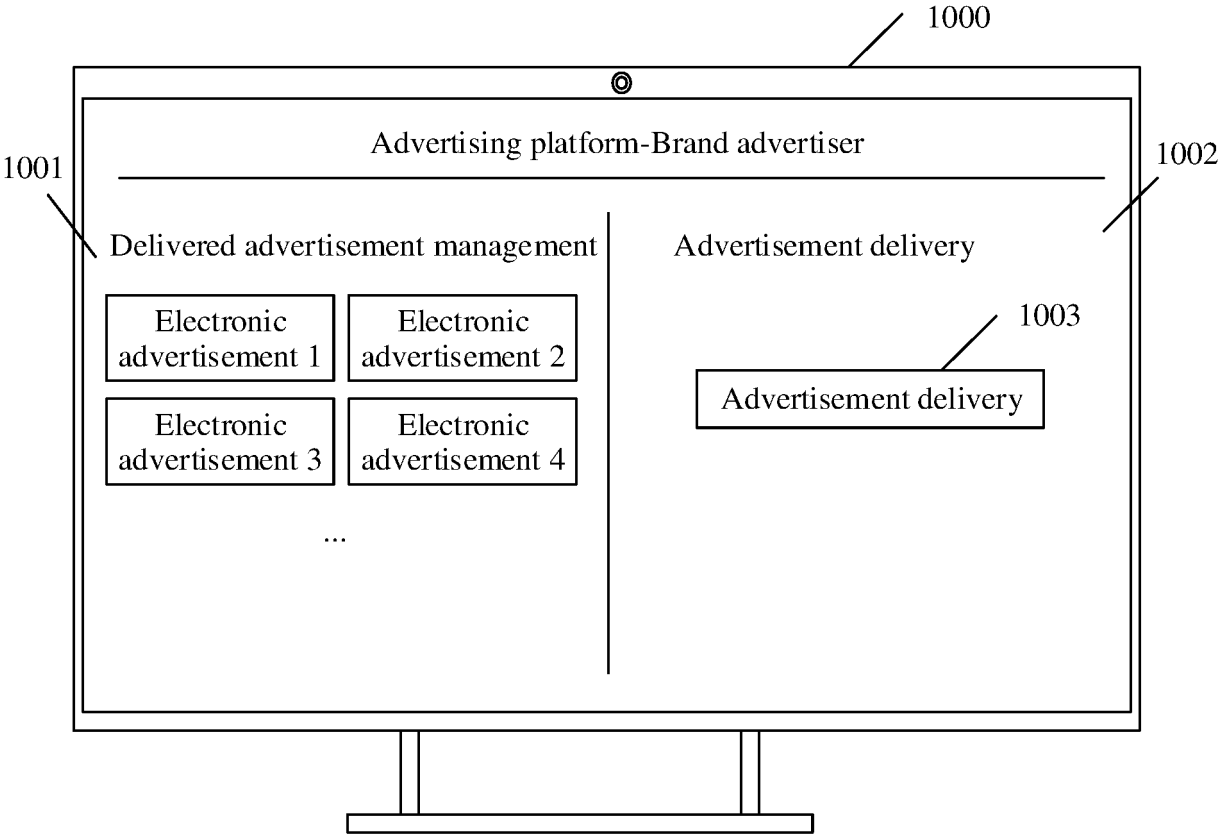 1000
Advertising platform-Brand advertiser
1001
1002
Delivered advertisement management
Advertisement delivery
Electronic
advertisement 1
Electronic
advertisement 2
1003
Advertisement delivery
Electronic
advertisement 3
Electronic
advertisement 4
...